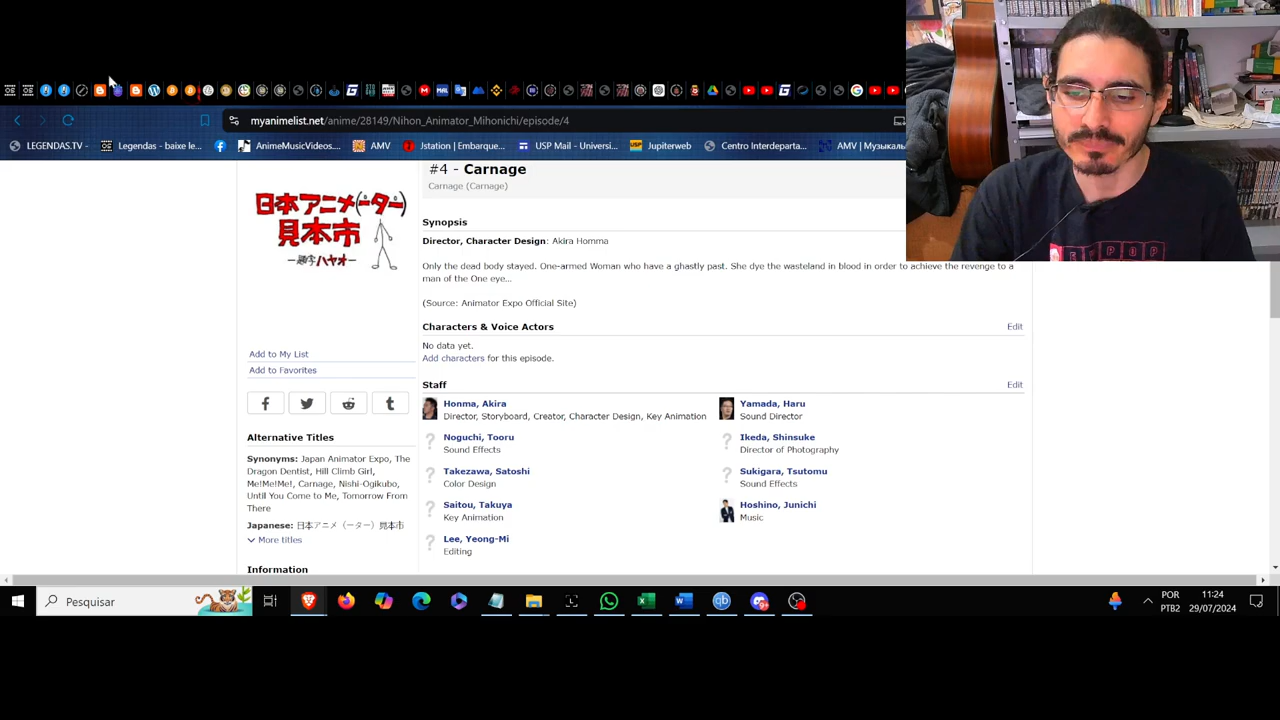 myanimelist.net/anime/28149/Nihon_Animator_Mihonichi/episode/4
LEGENDAS.TV -
Legendas - baixe le...
AnimeMusicVideos....
AMV
Jstation | Embarque...
USP Mail - Universi...
Jupiterweb
Centro Interdeparta...
AMV | Музыкаль
#4 - Carnage
Carnage (Carnage)
日本アニメ(ーター)
見本市
Synopsis
Director, Character Design: Akira Homma
Only the dead body stayed. One-armed Woman who have a ghastly past. She dye the wasteland in blood in order to achieve the revenge to a
man of the One eye...
(Source: Animator Expo Official Site)
Characters & Voice Actors
Edit
No data yet.
Add characters for this episode.
Add to My List
Add to Favorites
Staff
Edit
Honma, Akira
Director, Storyboard, Creator, Character Design, Key Animation
Yamada, Haru
Sound Director
Noguchi, Tooru
Sound Effects
Ikeda, Shinsuke
Director of Photography
Takezawa, Satoshi
Color Design
Sukigara, Tsutomu
Sound Effects
Saitou, Takuya
Key Animation
Hoshino, Junichi
Music
Lee, Yeong-Mi
Editing
Alternative Titles
Synonyms: Japan Animator Expo, The
Dragon Dentist, Hill Climb Girl,
Me!Me!Me!, Carnage, Nishi-Ogikubo,
Until You Come to Me, Tomorrow From
There
Japanese: 日本アニメ（ーター）見本市
More titles
Information
Pesquisar
POR
PTB2
11:24
29/07/2024